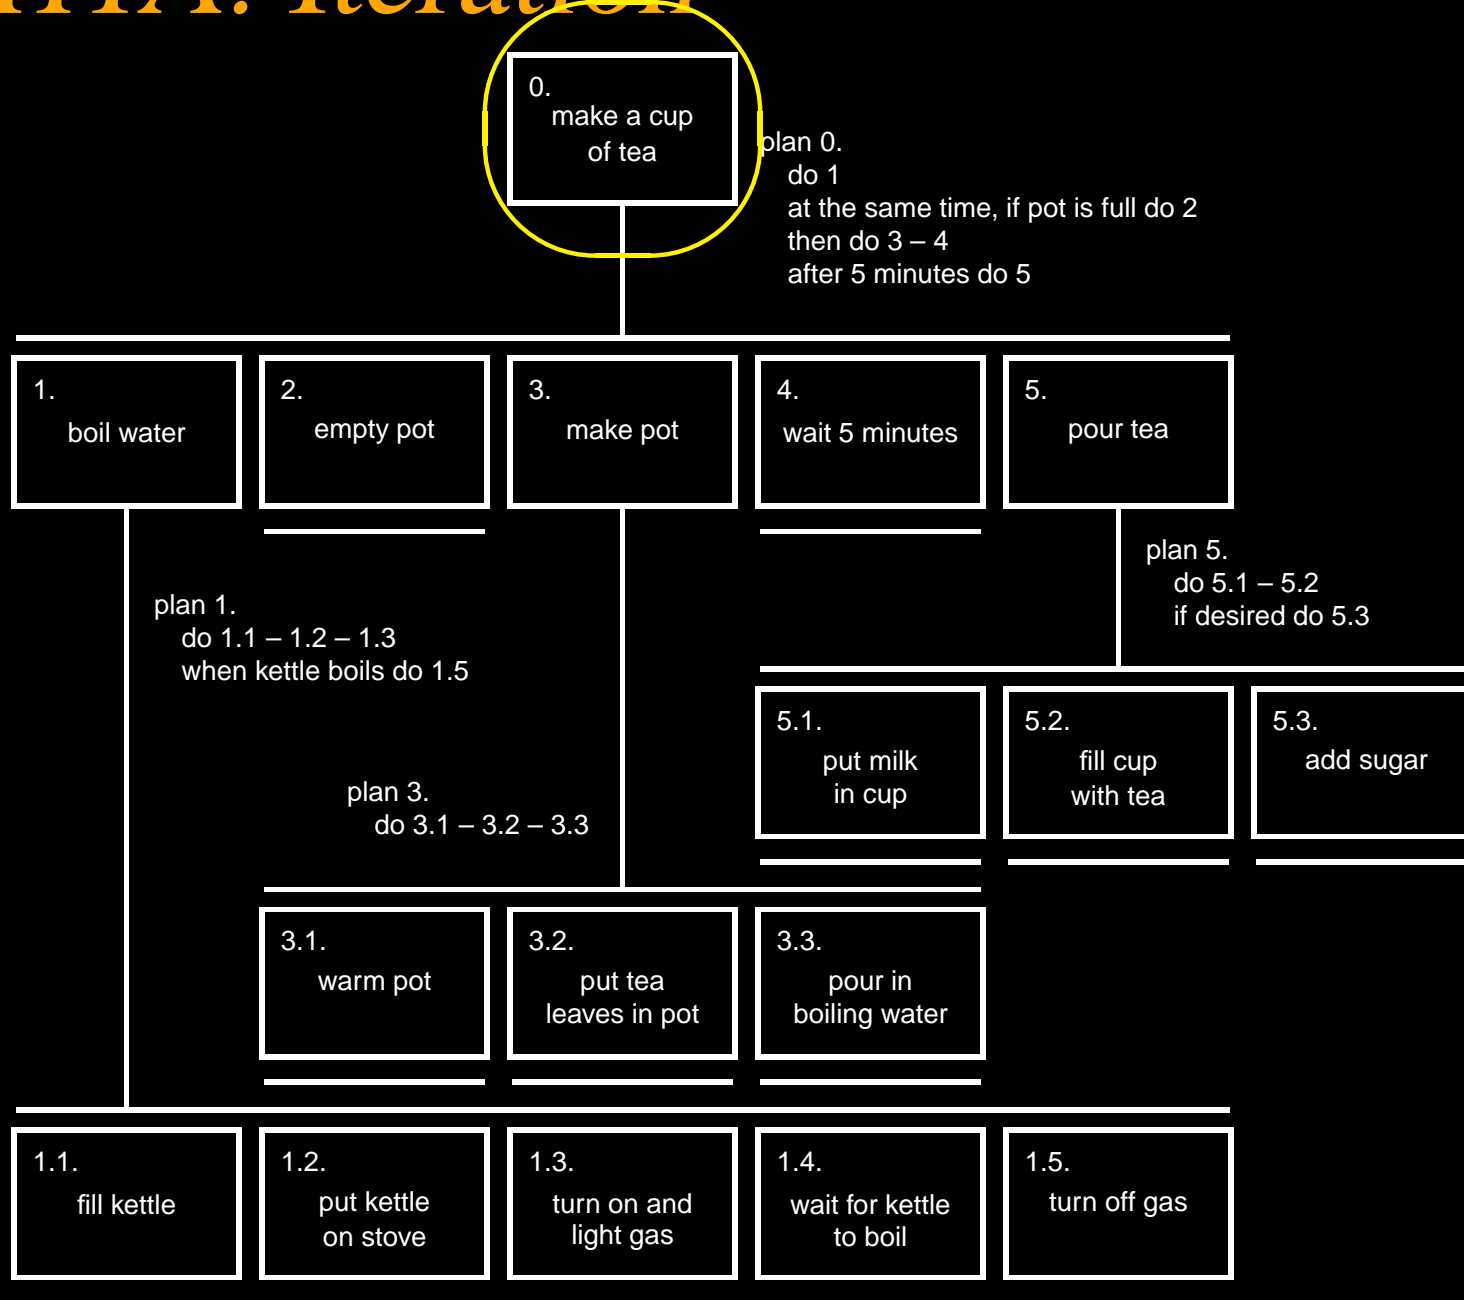 HTA: Iteration
0.
make a cup
of tea
plan 0.
do 1
at the same time, if pot is full do 2
then do 3 – 4
after 5 minutes do 5
1.
boil water
2.
empty pot
3.
make pot
4.
wait 5 minutes
5.
pour tea
plan 5.
do 5.1 – 5.2
if desired do 5.3
plan 1.
do 1.1 – 1.2 – 1.3
when kettle boils do 1.5
5.1.
put milk
in cup
5.2.
fill cup
with tea
5.3.
add sugar
plan 3.
do 3.1 – 3.2 – 3.3
3.1.
warm pot
3.2.
put tea
leaves in pot
3.3.
pour in
boiling water
1.1.
fill kettle
1.2.
put kettle
on stove
1.3.
turn on and
light gas
1.4.
wait for kettle
to boil
1.5.
turn off gas